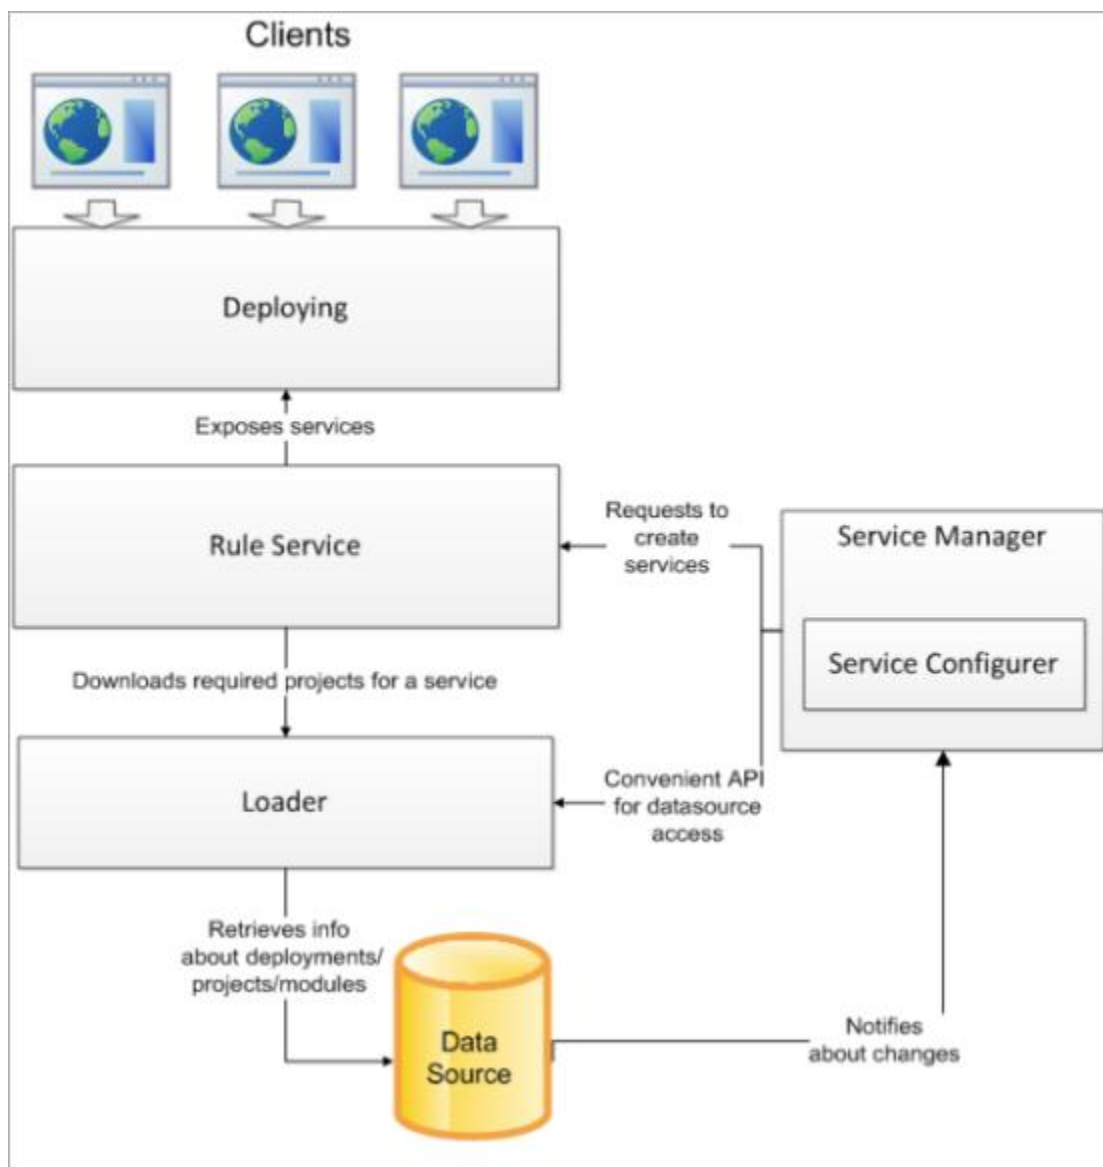 Clients
Deploying
Exposes services
Rule Service
Requests to
create
services
Service Manager
Service Configurer
Downloads required projects for a service
Loader
Convenient API
for datasource
access
Retrieves info
about deployments/
projects/modules
Data
Source
Notifies
about changes